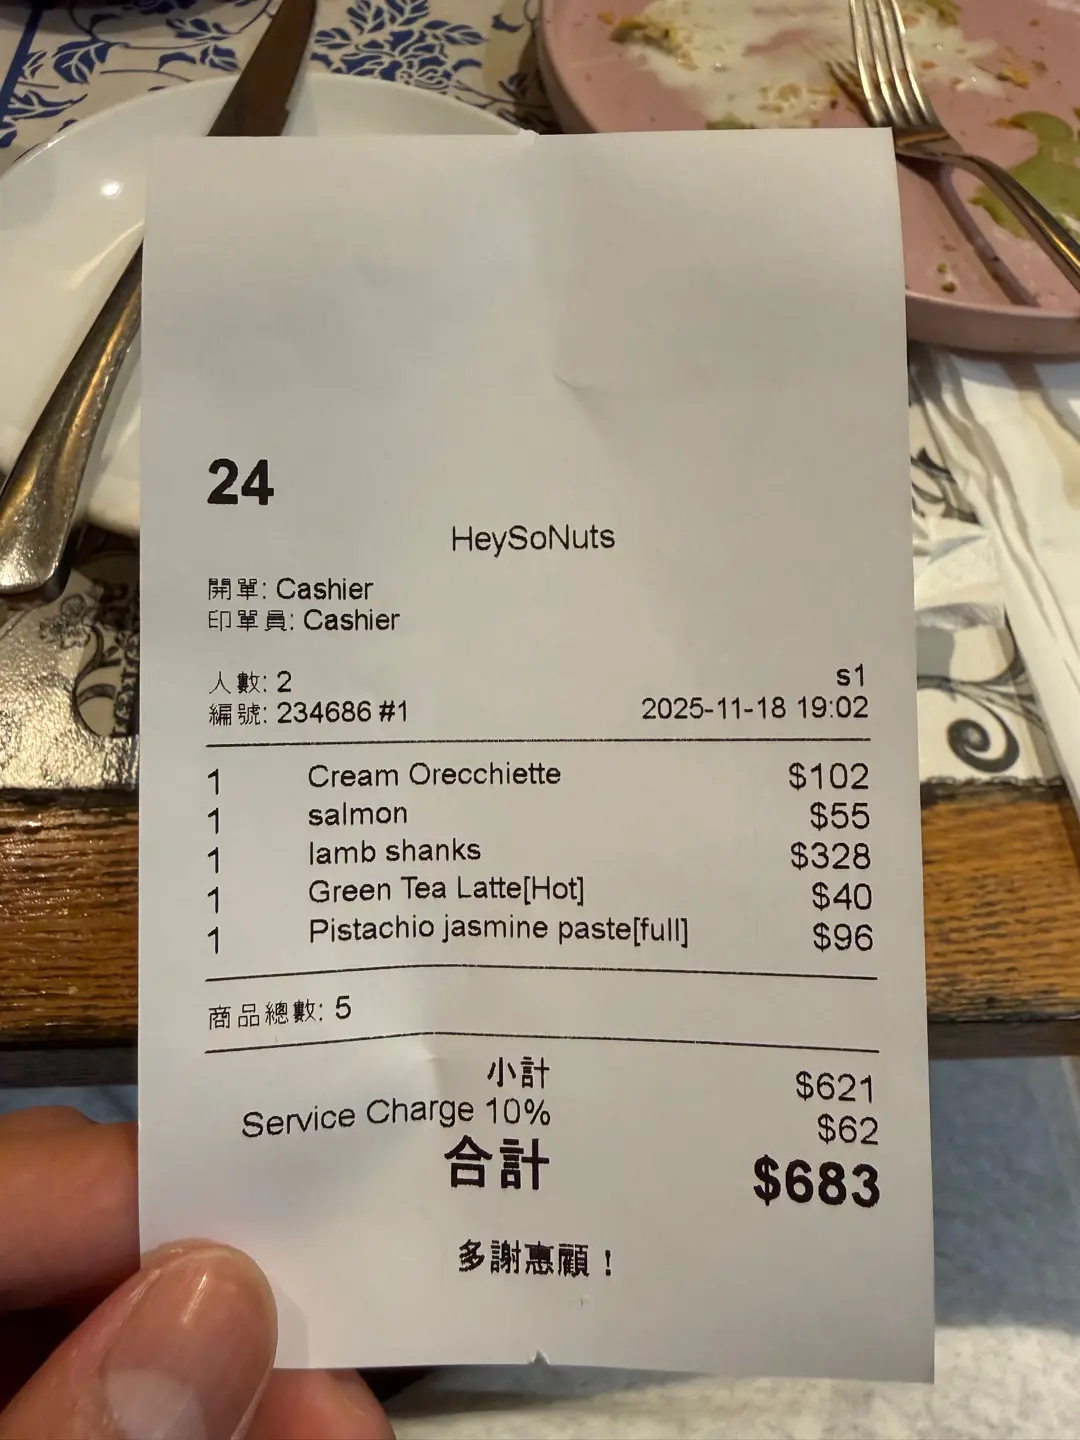 24
HeySoNuts
開單: Cashier
印單員: Cashier
人數: 2 s1
編號: 234686 #1 2025-11-18 19:02
1 Cream Orecchiette $102
1 salmon $55
1 lamb shanks $328
1 Green Tea Latte[Hot] $40
1 Pistachio jasmine paste[full] $96
商品總數: 5
小計 $621
Service Charge 10% $62
合計 $683
多謝惠顧！